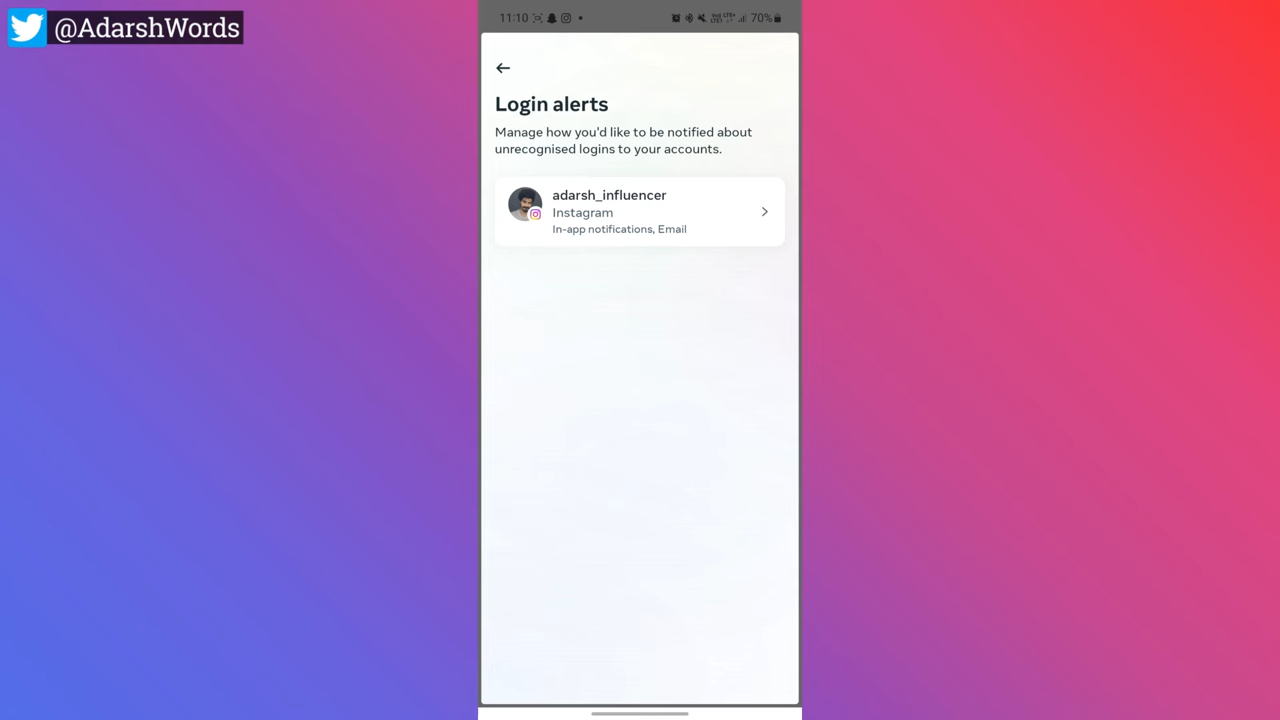 @AdarshWords
11:10
70%
Login alerts
Manage how you'd like to be notified about
unrecognised logins to your accounts.
adarsh_influencer
Instagram
In-app notifications, Email